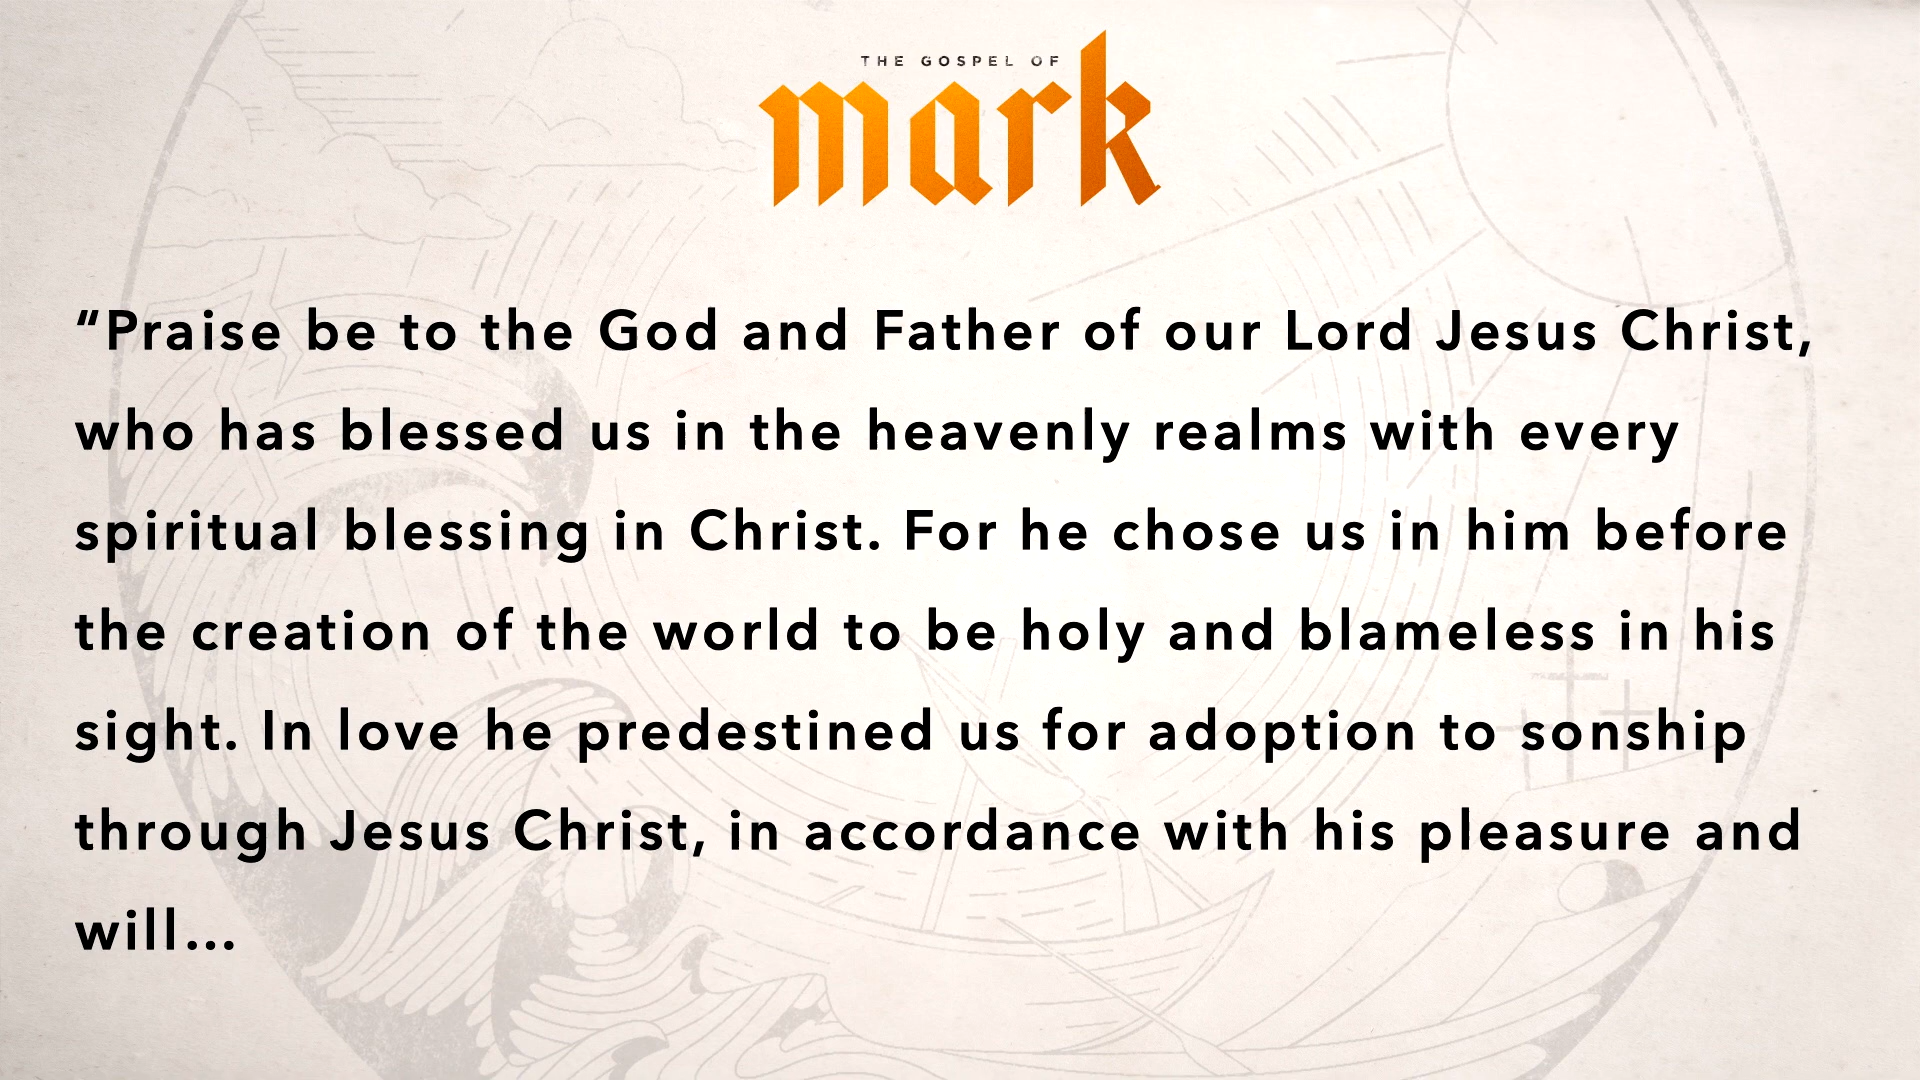 THE GOSPEL OF
mark
“Praise be to the God and Father of our Lord Jesus Christ,
who has blessed us in the heavenly realms with every
spiritual blessing in Christ. For he chose us in him before
the creation of the world to be holy and blameless in his
sight. In love he predestined us for adoption to sonship
through Jesus Christ, in accordance with his pleasure and
will...